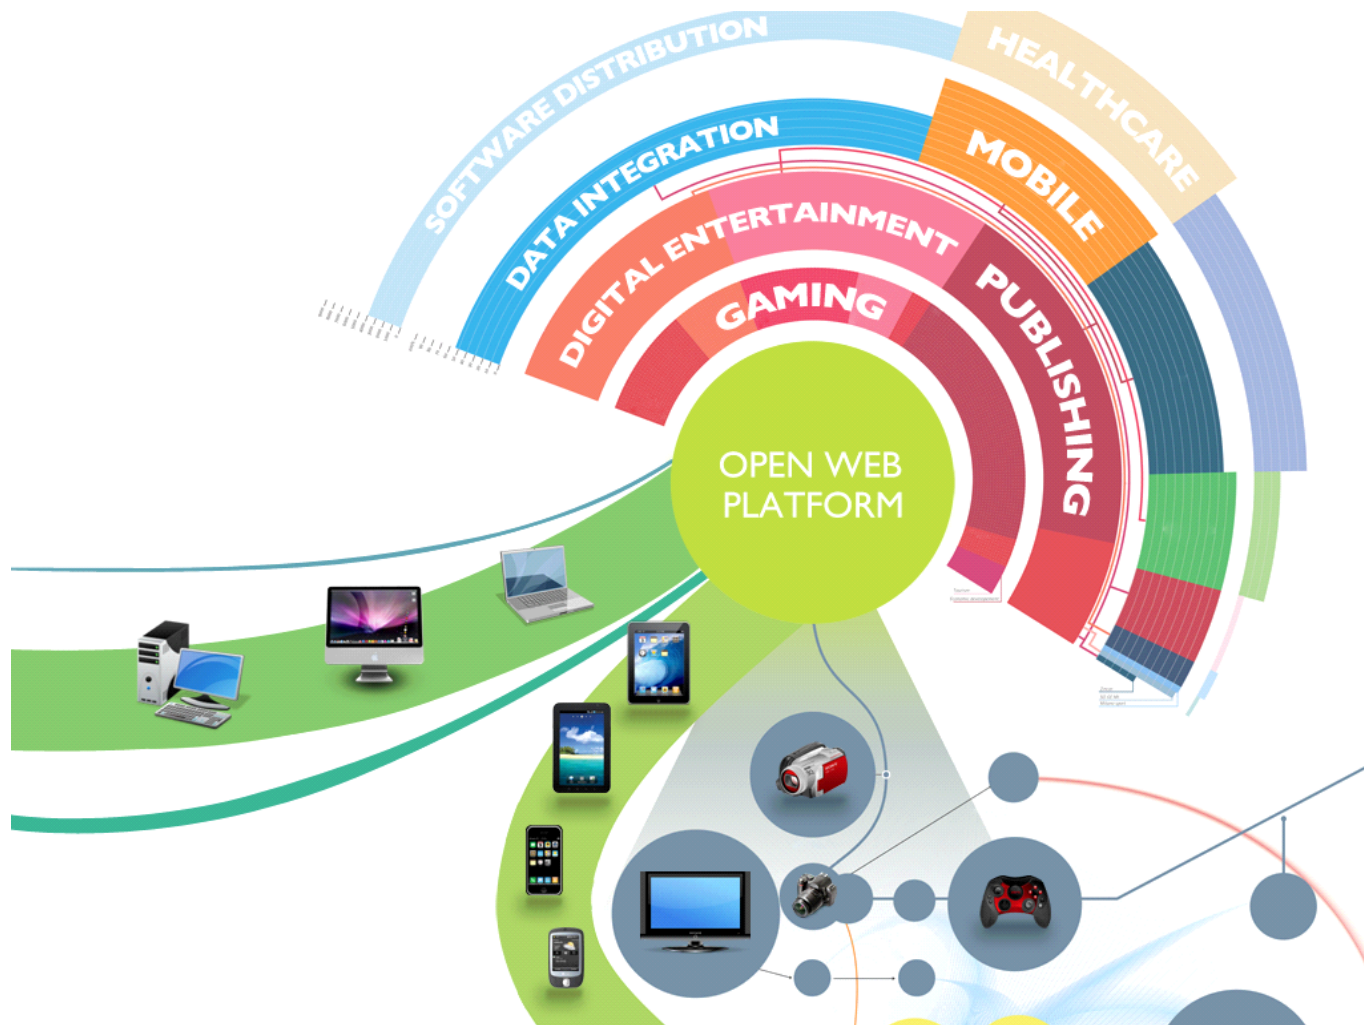 SOFTWARE DISTRIBUTION
HEALTHCARE
DATA INTEGRATION
MOBILE
DIGITAL ENTERTAINMENT
PUBLISHING
GAMING
OPEN WEB
PLATFORM